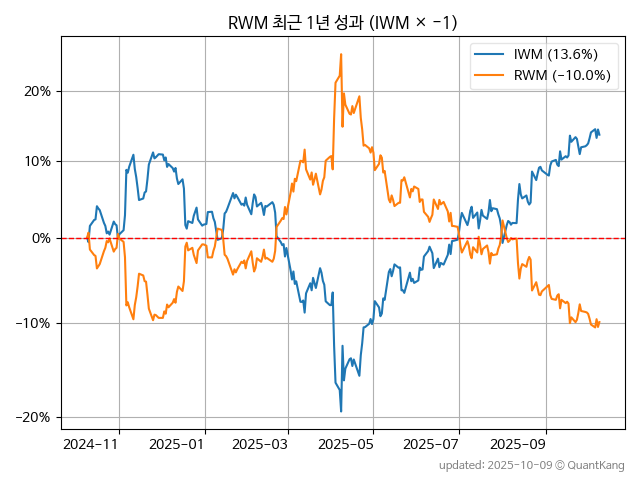 RWM 최근 1년 성과 (IWM × −1)
IWM (13.6%)
RWM (−10.0%)
20%
10%
0%
−10%
−20%
2024-11 2025-01 2025-03 2025-05 2025-07 2025-09
updated: 2025-10-09 © QuantKang